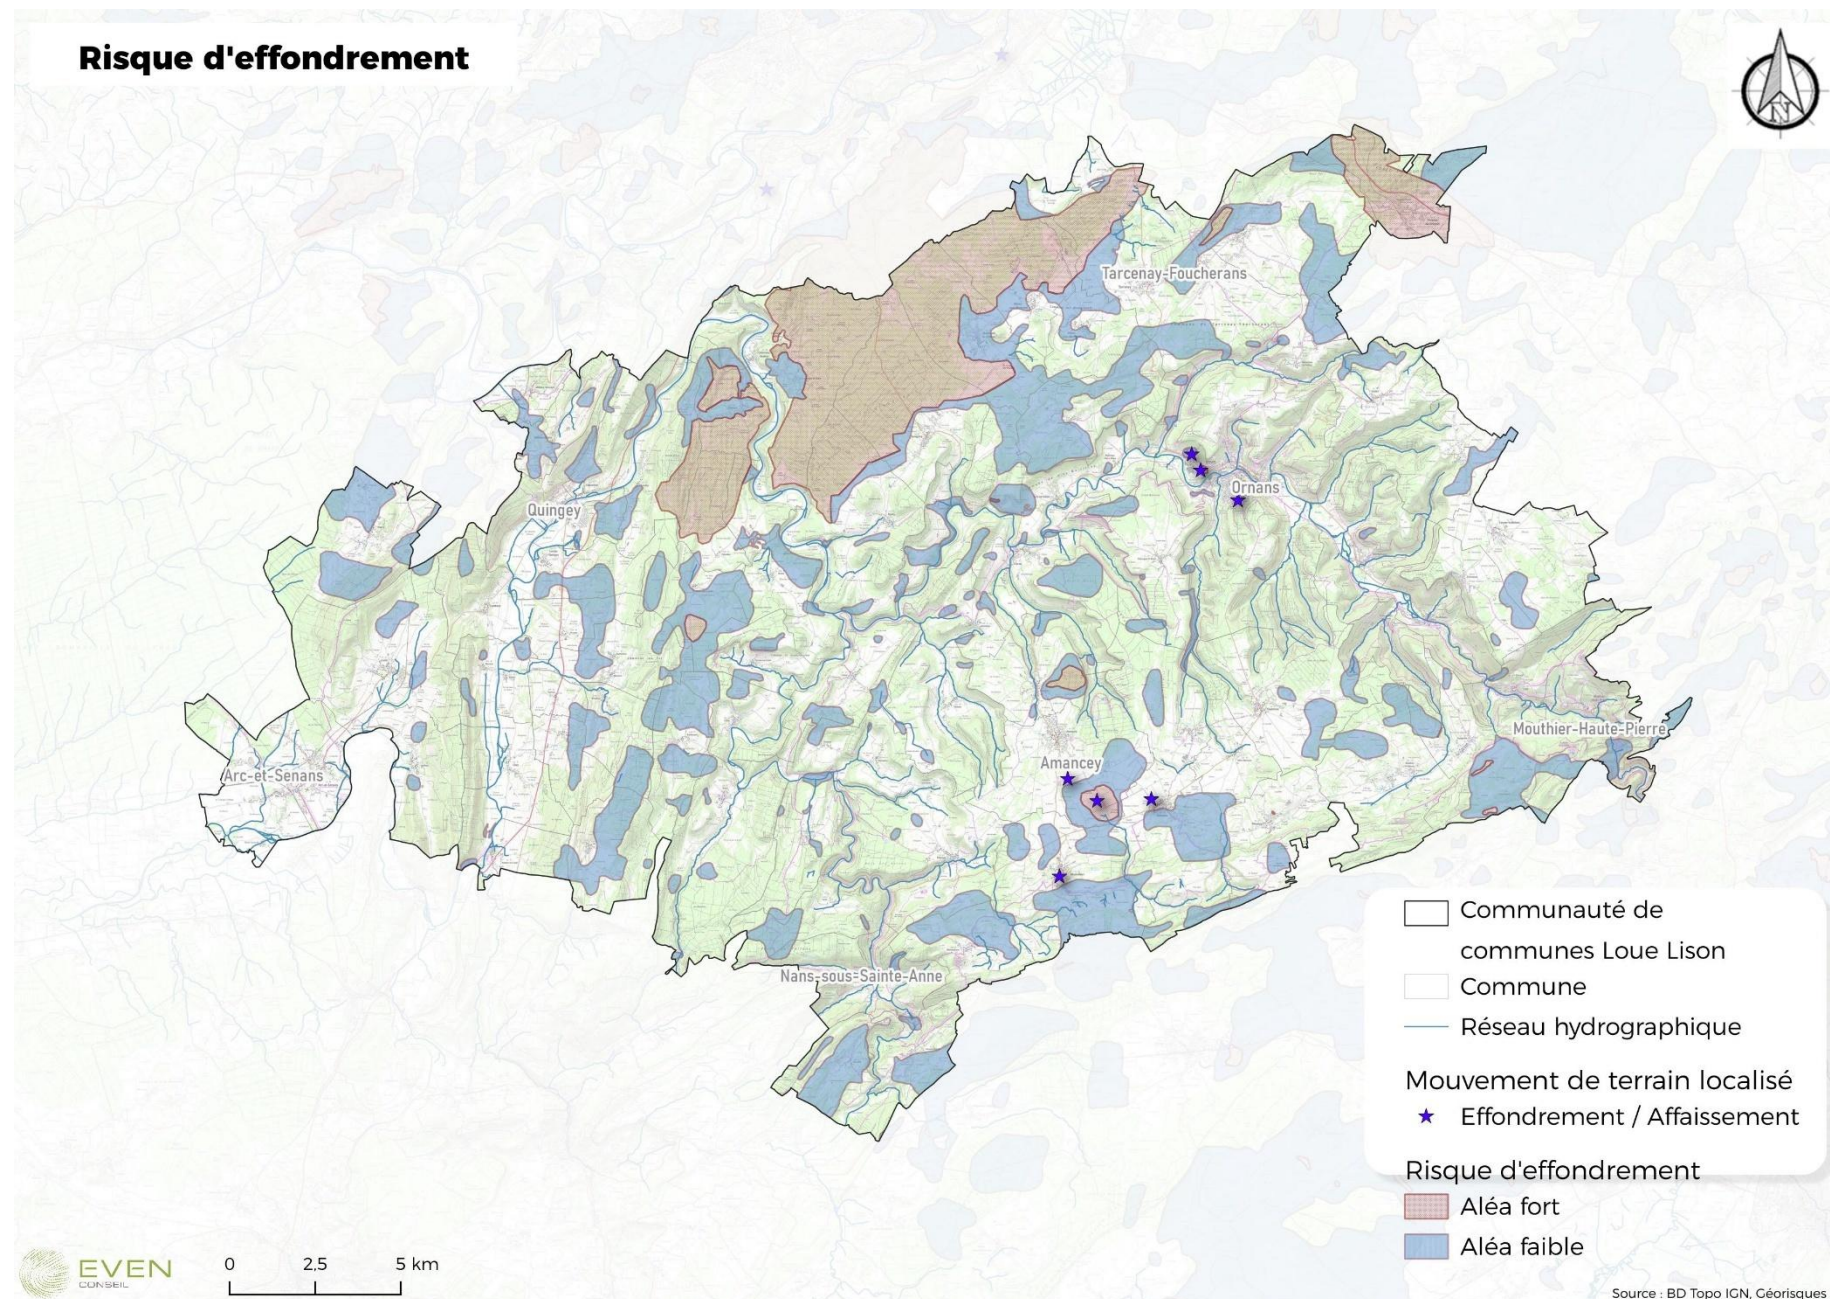 Risque d'effondrement
N
Tarcenay-Foucherans
Quingey
Ornans
Mouthier-Haute-Pierre
Amancey
Arc-et-Senans
Nans-sous-Sainte-Anne
Communauté de
communes Loue Lison
Commune
Réseau hydrographique
Mouvement de terrain localisé
Effondrement / Affaissement
Risque d'effondrement
Aléa fort
Aléa faible
EVEN
CONSEIL
0 2,5 5 km
Source : BD Topo IGN, Géorisques